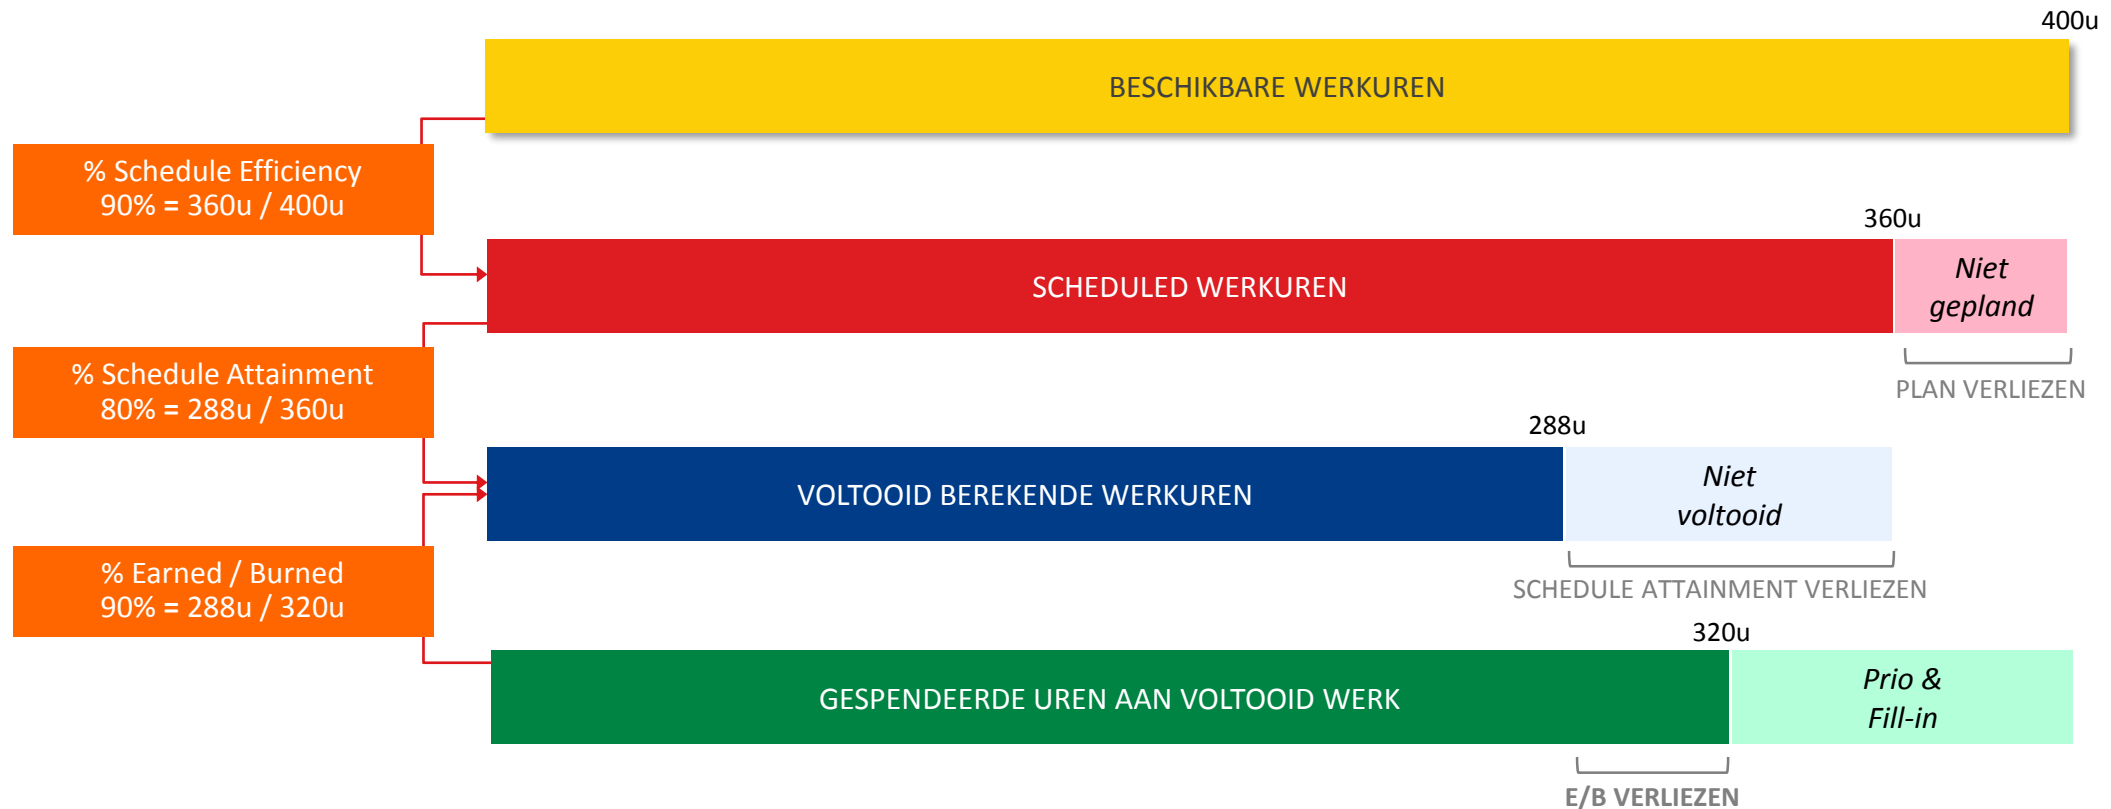 400u
BESCHIKBARE WERKUREN
% Schedule Efficiency
90% = 360u / 400u
360u
SCHEDULED WERKUREN
Niet
gepland
PLAN VERLIEZEN
% Schedule Attainment
80% = 288u / 360u
288u
VOLTOOID BEREKENDE WERKUREN
Niet
voltooid
SCHEDULE ATTAINMENT VERLIEZEN
% Earned / Burned
90% = 288u / 320u
320u
GESPENDEERDE UREN AAN VOLTOOID WERK
Prio &
Fill-in
E/B VERLIEZEN